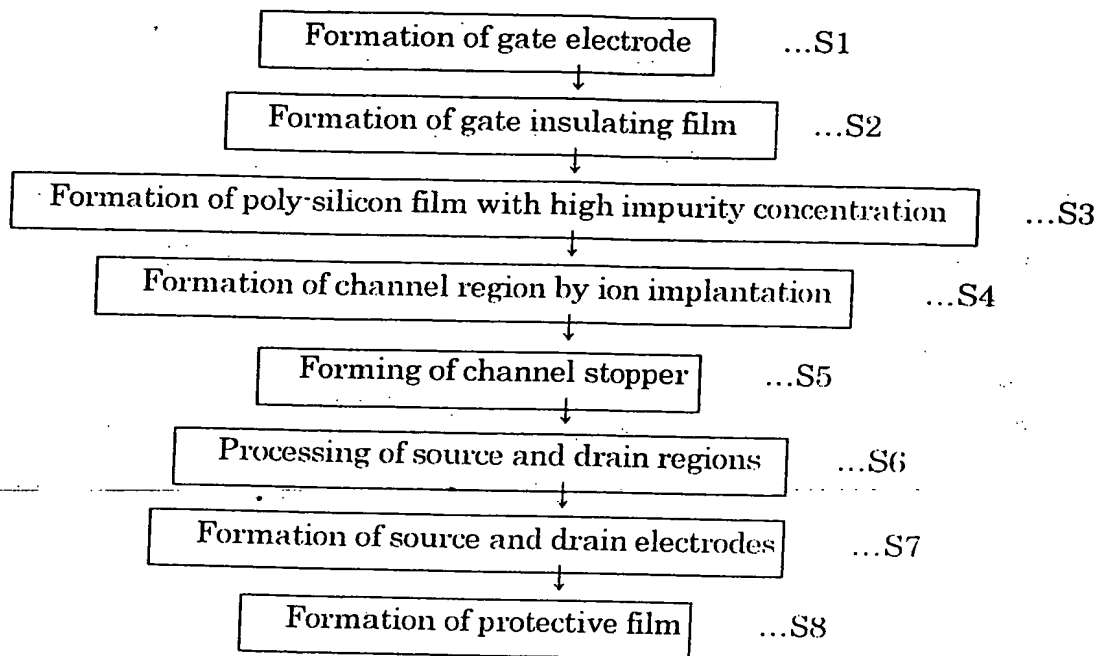 Formation of gate electrode ...S1
Formation of gate insulating film ...S2
Formation of poly-silicon film with high impurity concentration ...S3
Formation of channel region by ion implantation ...S4
Forming of channel stopper ...S5
Processing of source and drain regions ...S6
Formation of source and drain electrodes ...S7
Formation of protective film ...S8